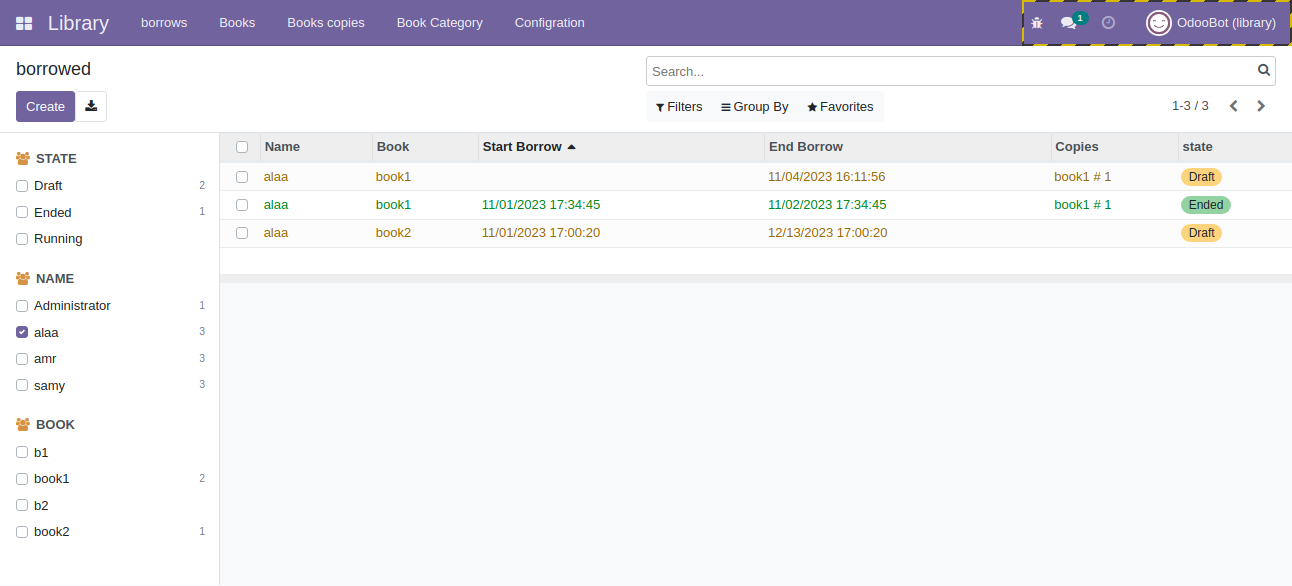 Library borrows Books Books copies Book Category Configration 1 OdooBot (library)
borrowed
Search...
Create
Filters Group By Favorites 1-3 / 3
STATE
Draft 2
Ended 1
Running
NAME
Administrator 1
alaa 3
amr 3
samy 3
BOOK
b1
book1 2
b2
book2 1
Name Book Start Borrow End Borrow Copies state
alaa book1 11/04/2023 16:11:56 book1 # 1 Draft
alaa book1 11/01/2023 17:34:45 11/02/2023 17:34:45 book1 # 1 Ended
alaa book2 11/01/2023 17:00:20 12/13/2023 17:00:20 Draft